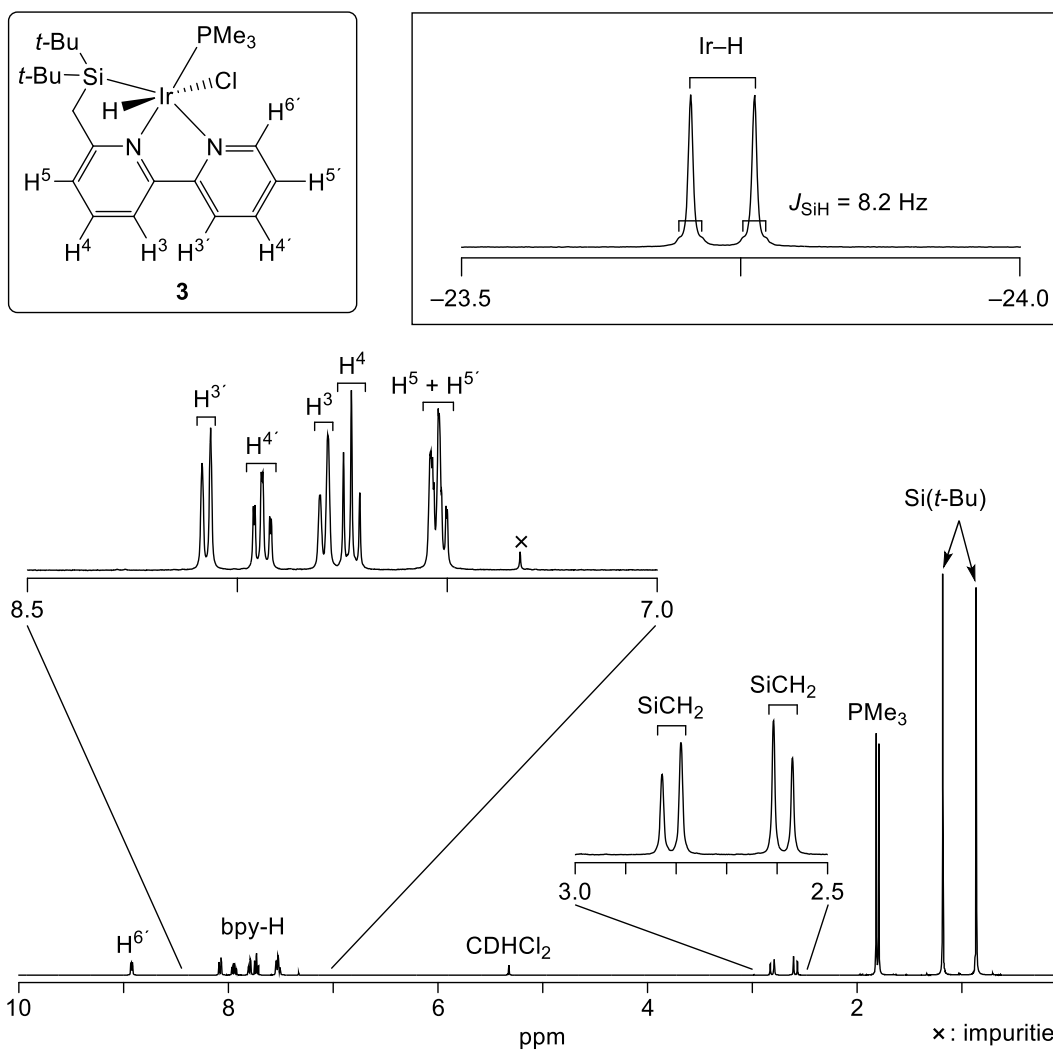 t-Bu
PMe3
t-Bu
Si
Cl
Ir
H
H6´
N
N
H5
H5´
H4
H3
H3´
H4´
3
Ir–H
JSiH = 8.2 Hz
–23.5
–24.0
H3´
H4´
H3
H4
H5 + H5´
×
8.5
7.0
Si(t-Bu)
SiCH2
SiCH2
PMe3
3.0
2.5
H6´
bpy-H
CDHCl2
10
8
6
4
2
ppm
×: impuritie